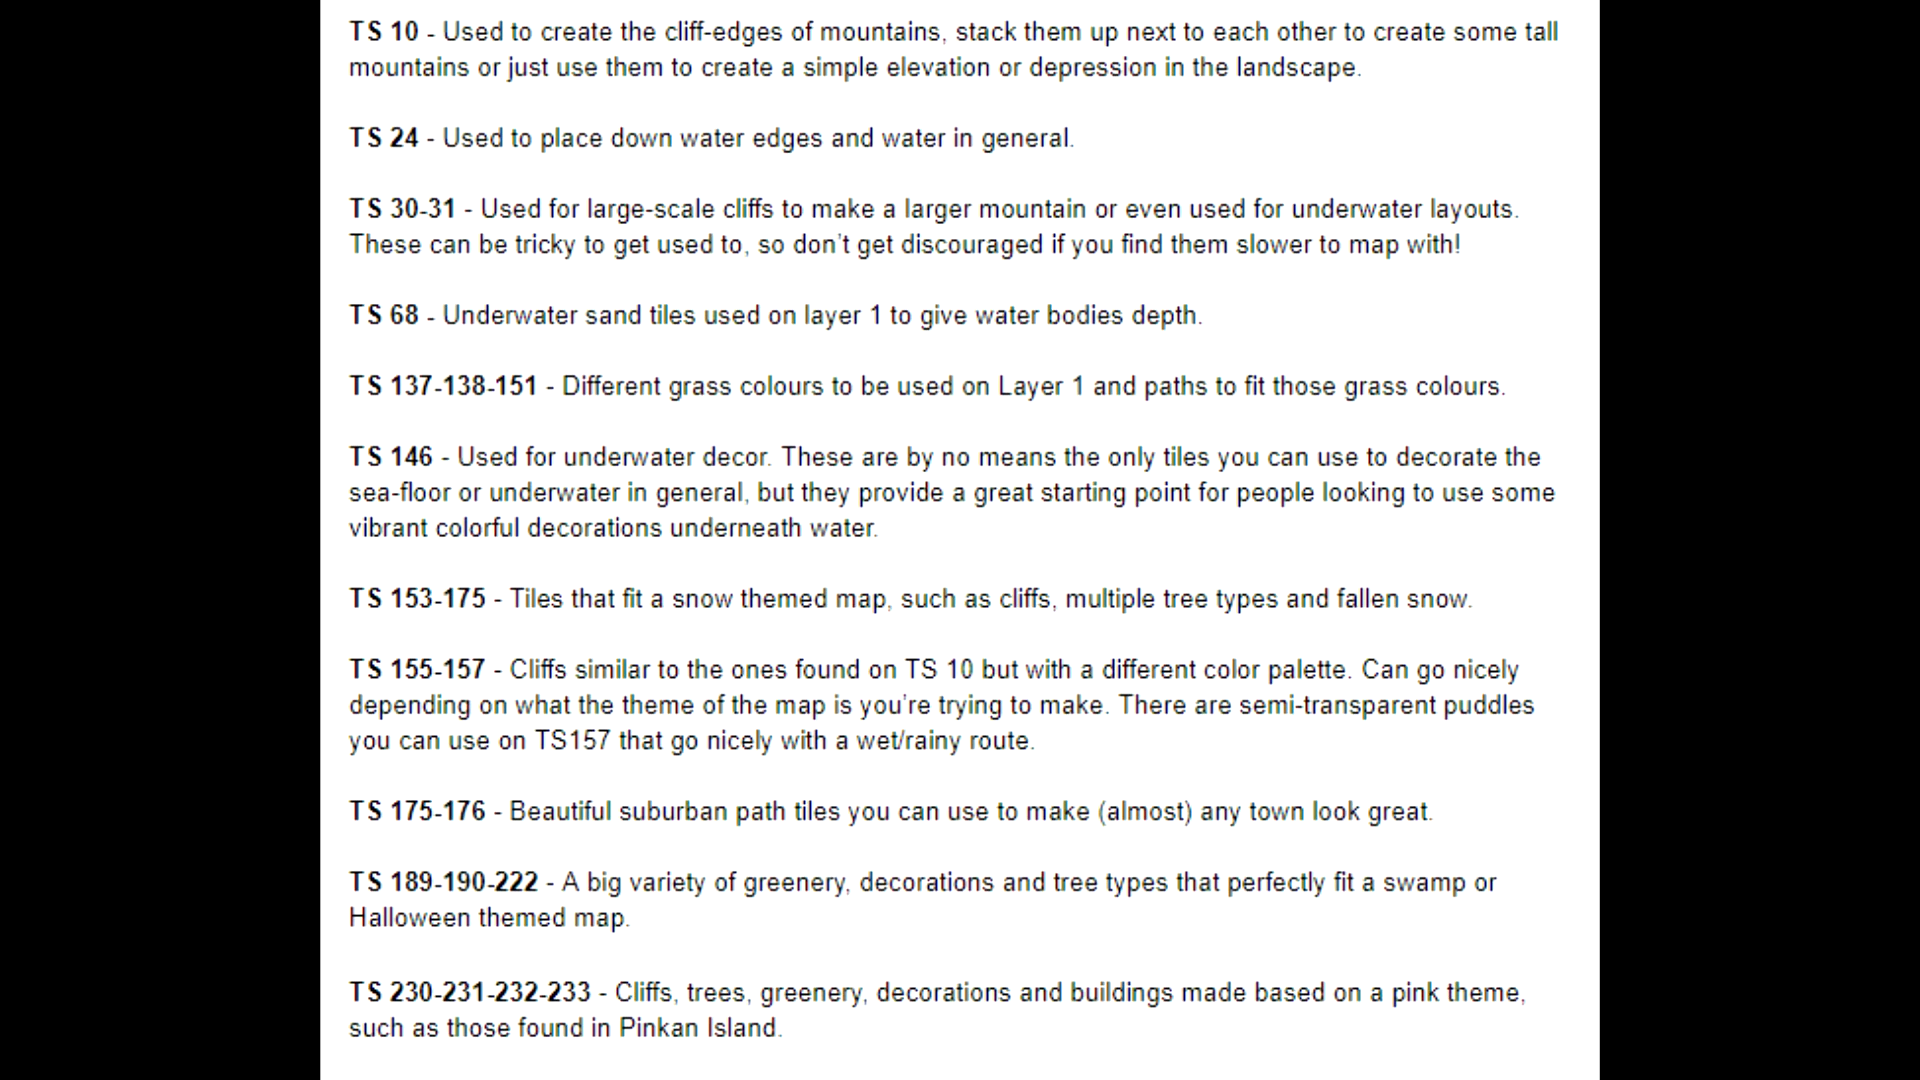 TS 10 - Used to create the cliff-edges of mountains, stack them up next to each other to create some tall
mountains or just use them to create a simple elevation or depression in the landscape.
TS 24 - Used to place down water edges and water in general.
TS 30-31 - Used for large-scale cliffs to make a larger mountain or even used for underwater layouts.
These can be tricky to get used to, so don't get discouraged if you find them slower to map with!
TS 68 - Underwater sand tiles used on layer 1 to give water bodies depth.
TS 137-138-151 - Different grass colours to be used on Layer 1 and paths to fit those grass colours.
TS 146 - Used for underwater decor. These are by no means the only tiles you can use to decorate the
sea-floor or underwater in general, but they provide a great starting point for people looking to use some
vibrant colorful decorations underneath water.
TS 153-175 - Tiles that fit a snow themed map, such as cliffs, multiple tree types and fallen snow.
TS 155-157 - Cliffs similar to the ones found on TS 10 but with a different color palette. Can go nicely
depending on what the theme of the map is you're trying to make. There are semi-transparent puddles
you can use on TS157 that go nicely with a wet/rainy route.
TS 175-176 - Beautiful suburban path tiles you can use to make (almost) any town look great.
TS 189-190-222 - A big variety of greenery, decorations and tree types that perfectly fit a swamp or
Halloween themed map.
TS 230-231-232-233 - Cliffs, trees, greenery, decorations and buildings made based on a pink theme,
such as those found in Pinkan Island.